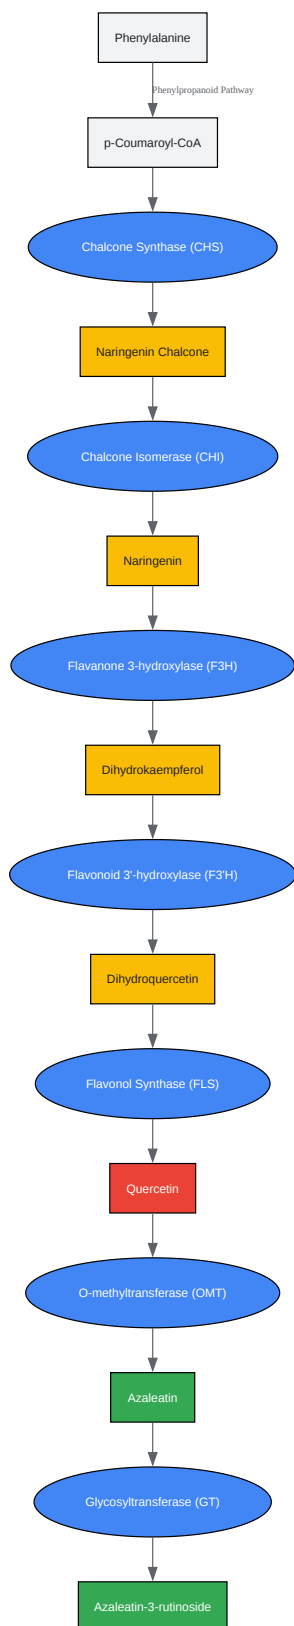 Phenylalanine
Phenylpropanoid Pathway
p-Coumaroyl-CoA
Chalcone Synthase (CHS)
Naringenin Chalcone
Chalcone Isomerase (CHI)
Naringenin
Flavanone 3-hydroxylase (F3H)
Dihydrokaempferol
Flavonoid 3'-hydroxylase (F3'H)
Dihydroquercetin
Flavonol Synthase (FLS)
Quercetin
O-methyltransferase (OMT)
Azaleatin
Glycosyltransferase (GT)
Azaleatin-3-rutinoside